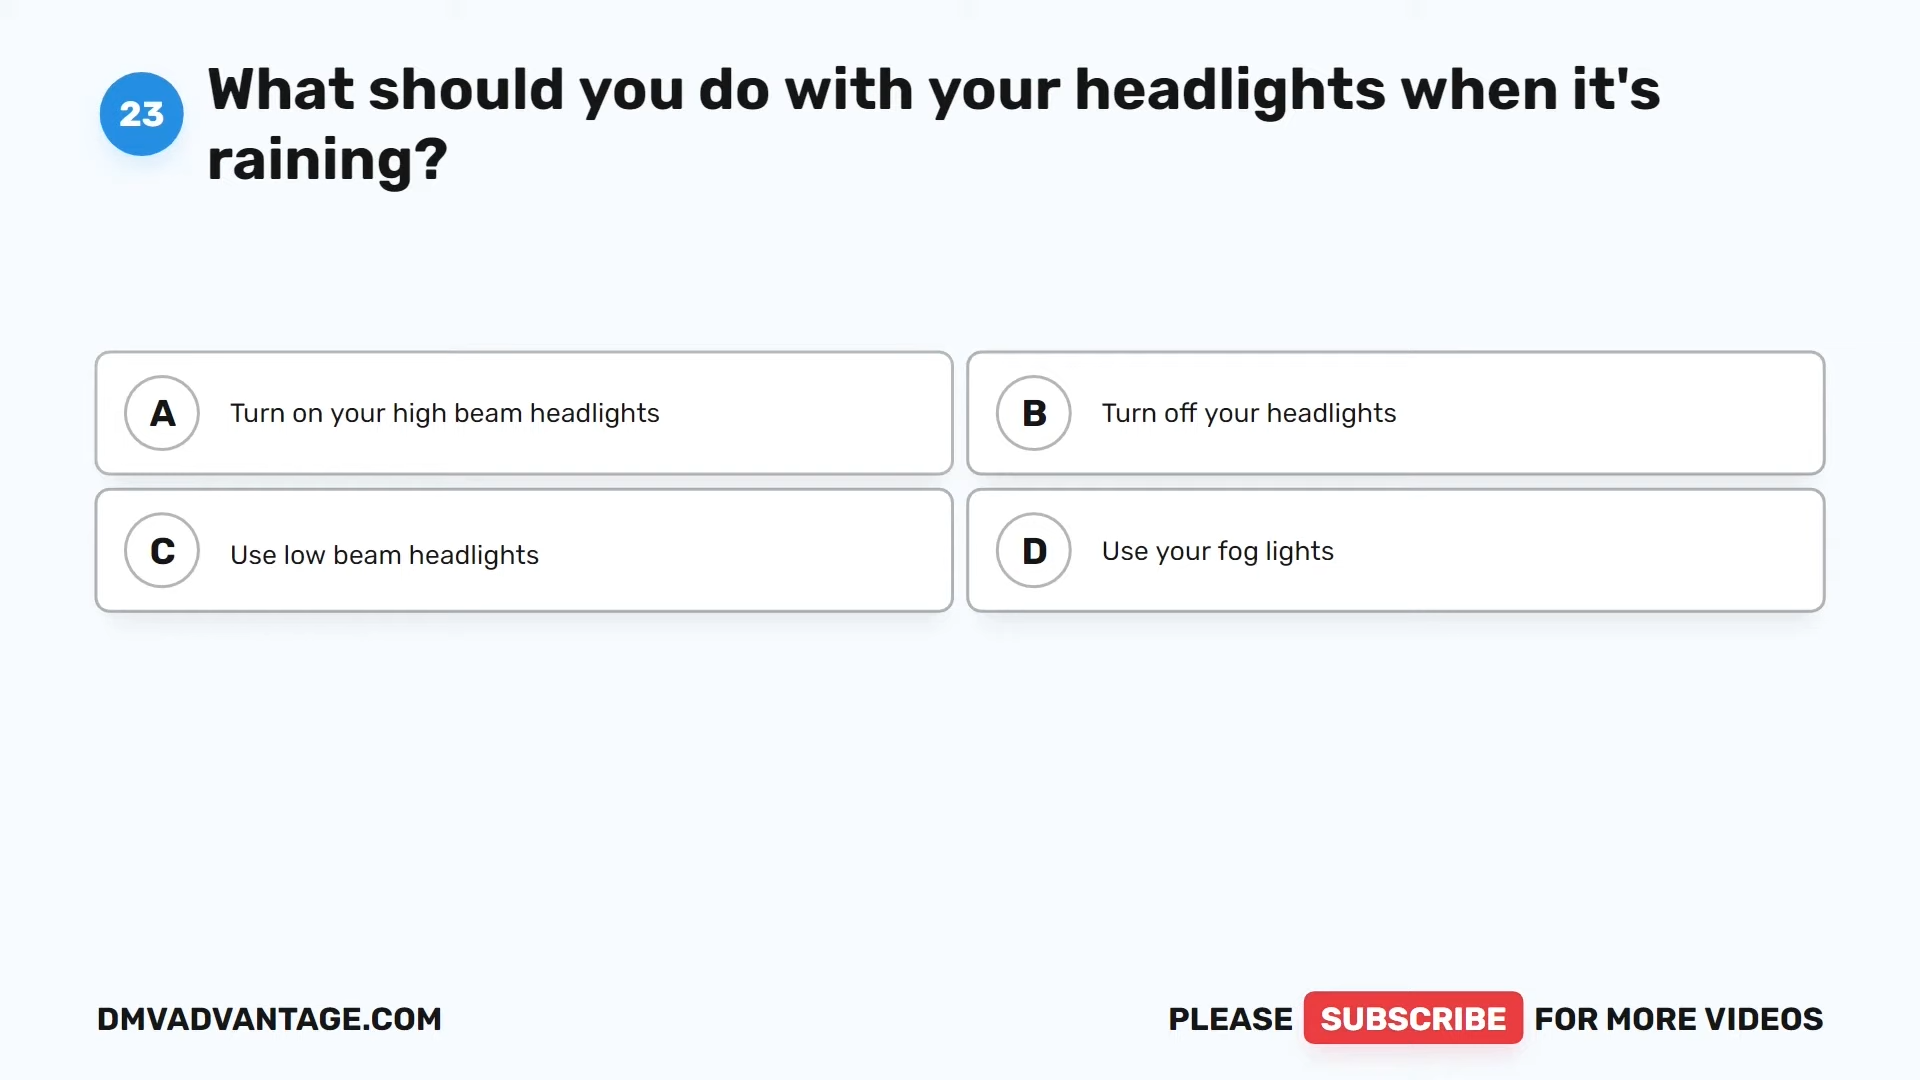 23
What should you do with your headlights when it's
raining?
A Turn on your high beam headlights
B Turn off your headlights
C Use low beam headlights
D Use your fog lights
DMVADVANTAGE.COM
PLEASE SUBSCRIBE FOR MORE VIDEOS